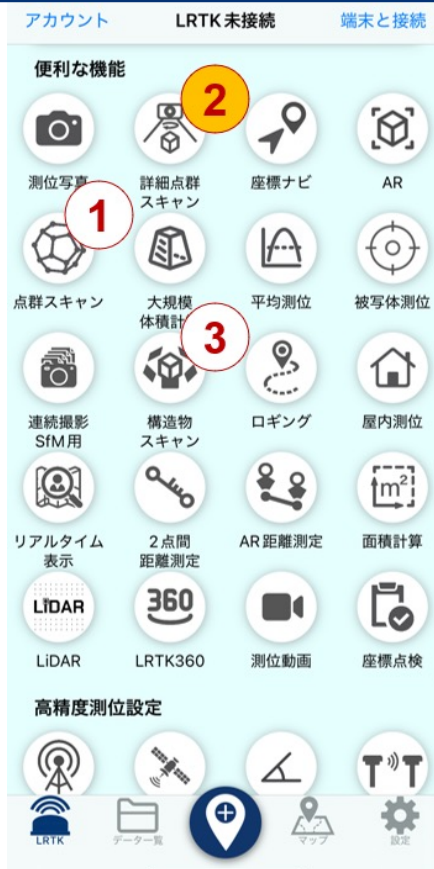 アカウント
LRTK 未接続
端末と接続
便利な機能
2
測位写真
詳細点群
スキャン
座標ナビ
AR
1
点群スキャン
大規模
体積計
平均測位
被写体測位
3
連続撮影
SfM用
構造物
スキャン
ロギング
屋内測位
m²
リアルタイム
表示
2点間
距離測定
AR距離測定
面積計算
LiDAR
360
LiDAR
LRTK360
測位動画
座標点検
高精度測位設定
LRTK
データ一覧
マップ
設定